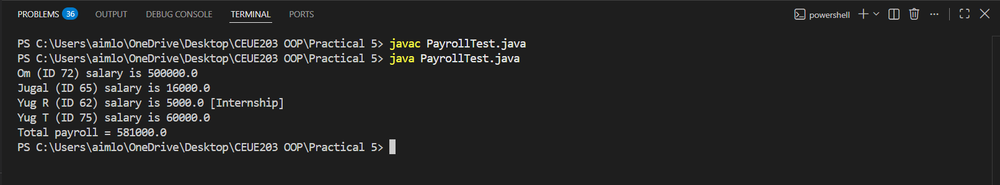 PROBLEMS 36 OUTPUT DEBUG CONSOLE TERMINAL PORTS powershell
PS C:\Users\aimlo\OneDrive\Desktop\CEUE203 OOP\Practical 5> javac PayrollTest.java
PS C:\Users\aimlo\OneDrive\Desktop\CEUE203 OOP\Practical 5> java PayrollTest.java
Om (ID 72) salary is 500000.0
Jugal (ID 65) salary is 16000.0
Yug R (ID 62) salary is 5000.0 [Internship]
Yug T (ID 75) salary is 60000.0
Total payroll = 581000.0
PS C:\Users\aimlo\OneDrive\Desktop\CEUE203 OOP\Practical 5>